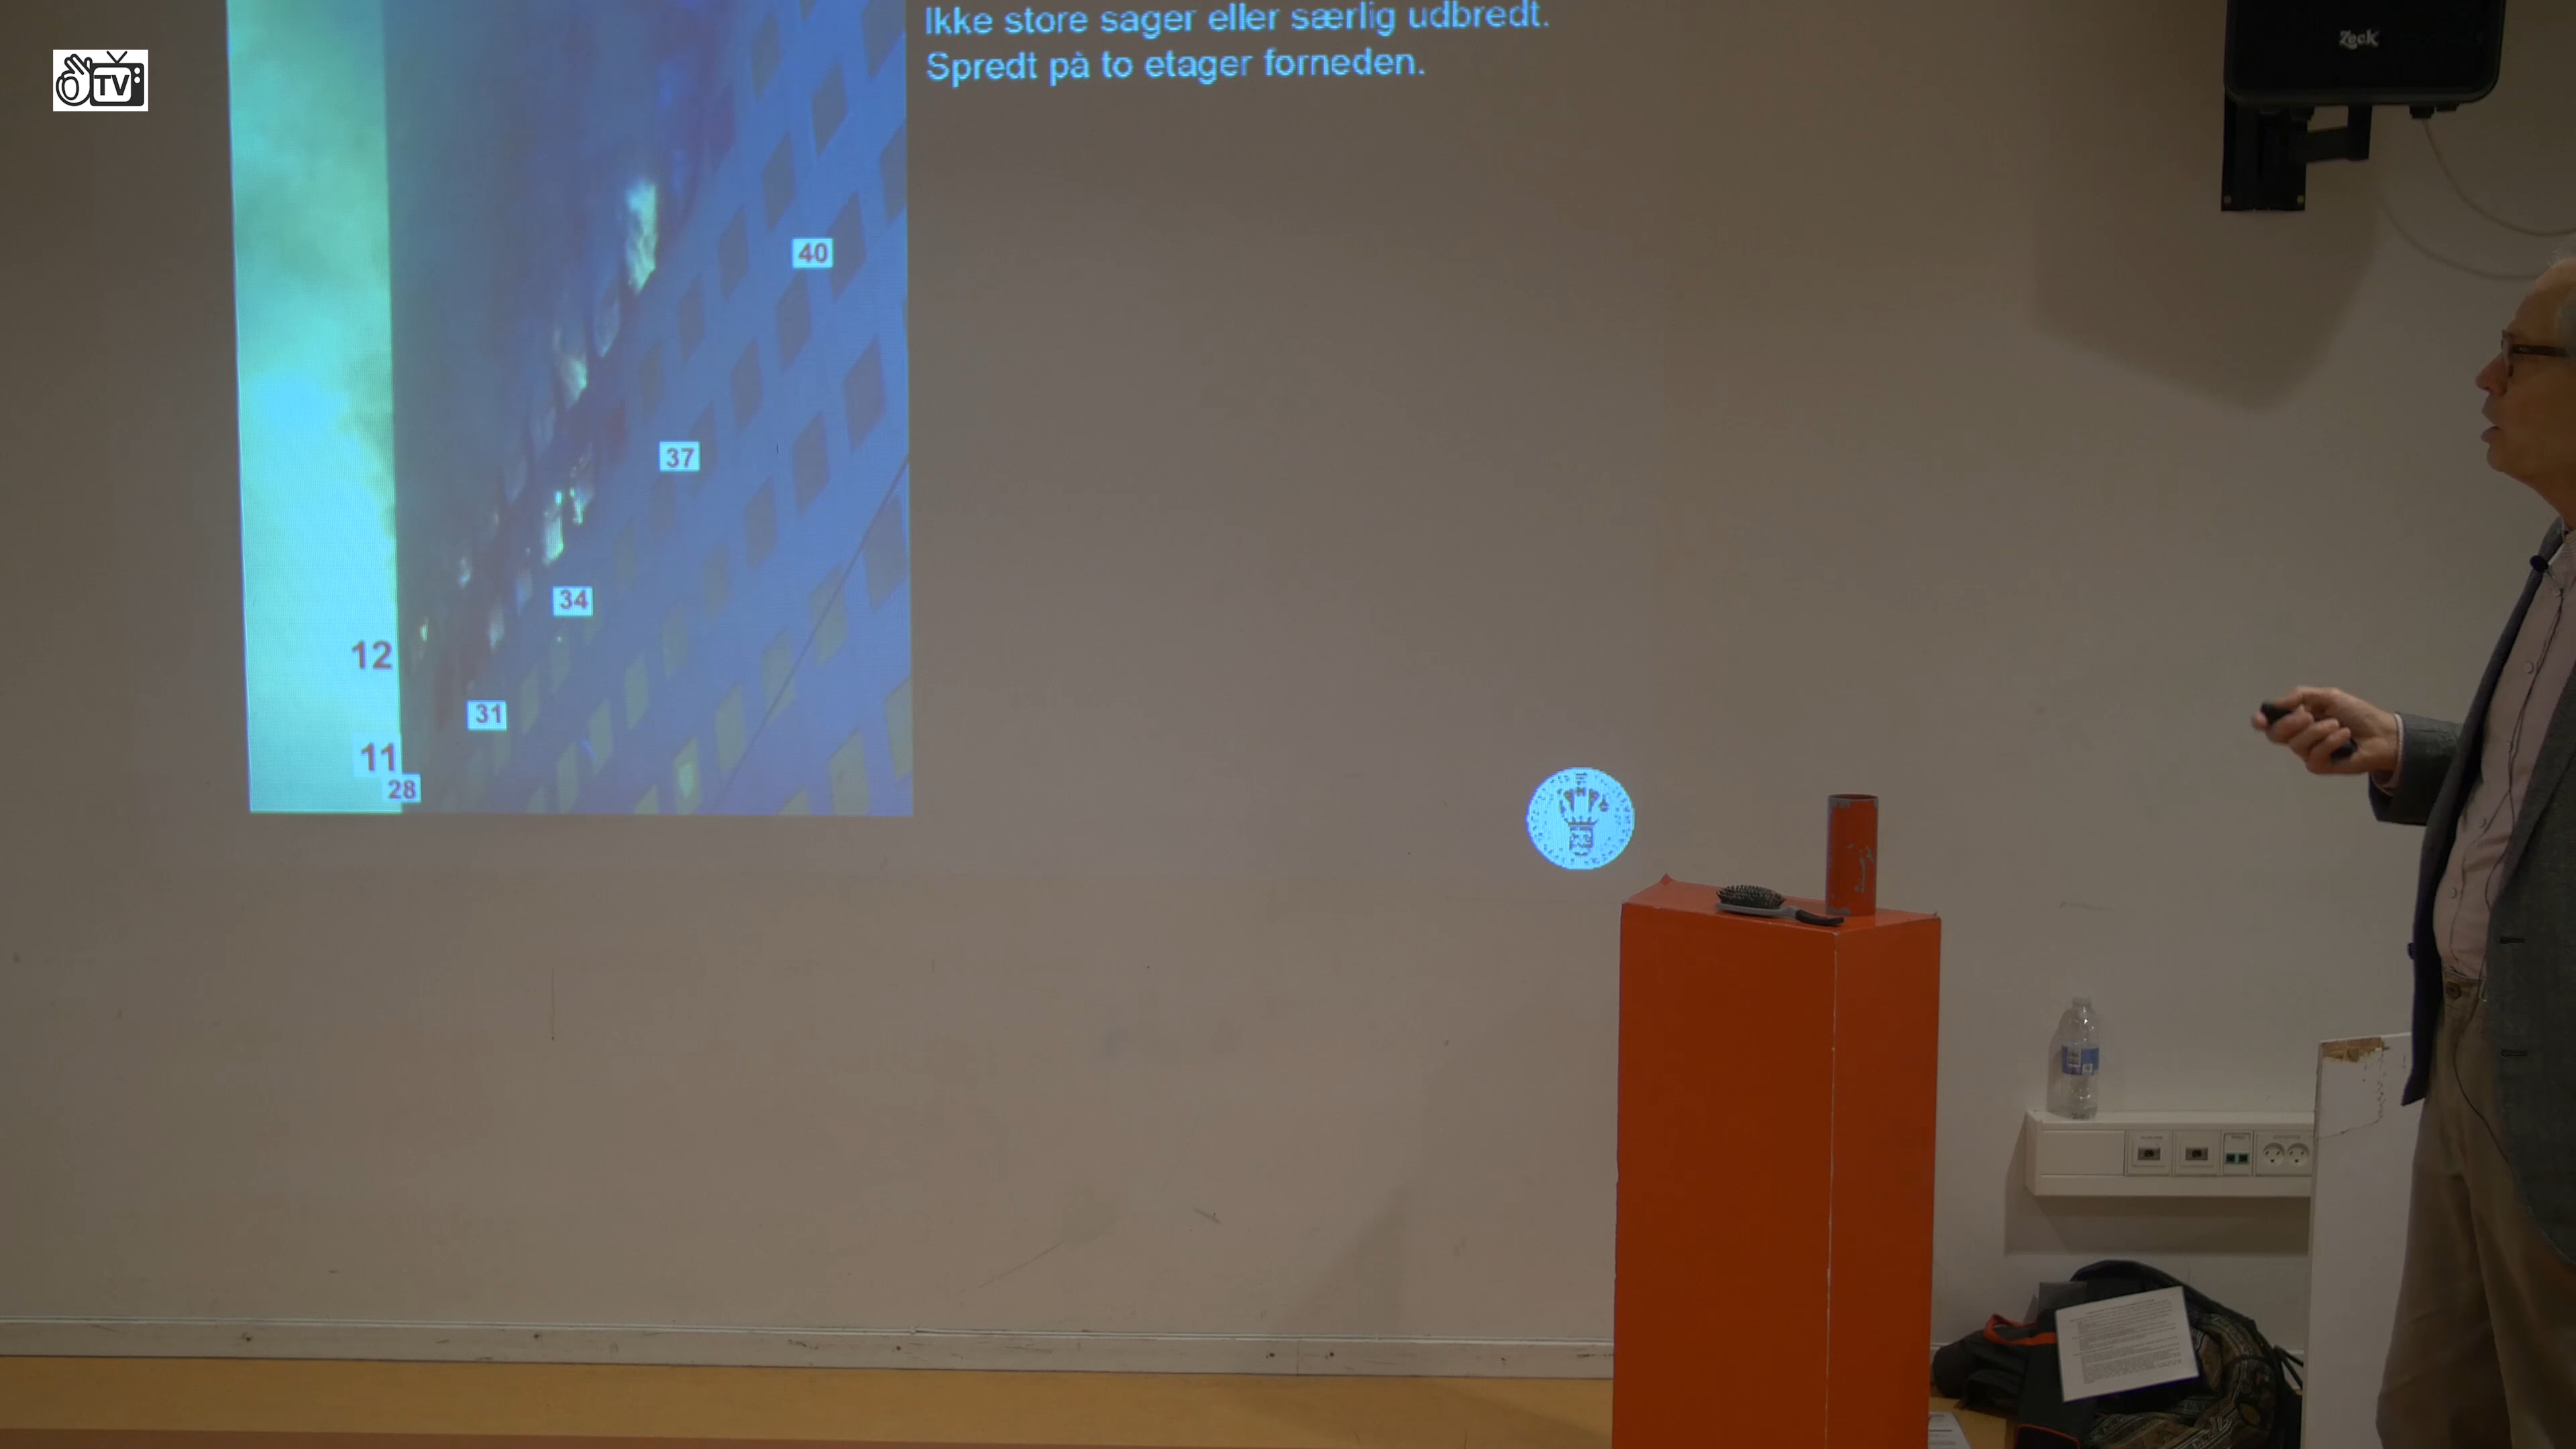 Ikke store sager eller særlig udbredt.
Spredt på to etager forneden.
TV
Zeck
40
37
34
12
31
11
28